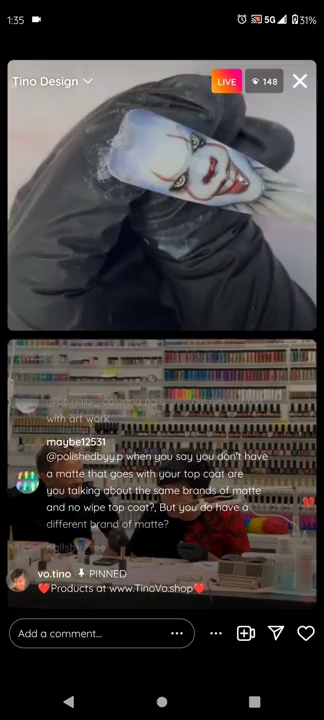 1:35
5G
31%
Tino Design
LIVE
148
with art work
maybe12531
@polishedbyy.p when you say you don't have
a matte that goes with your top coat are
you talking about the same brands of matte
and no wipe top coat?, But you do have a
different brand of matte?
vo.tino PINNED
❤️Products at www.TinoVo.shop❤️
Add a comment...